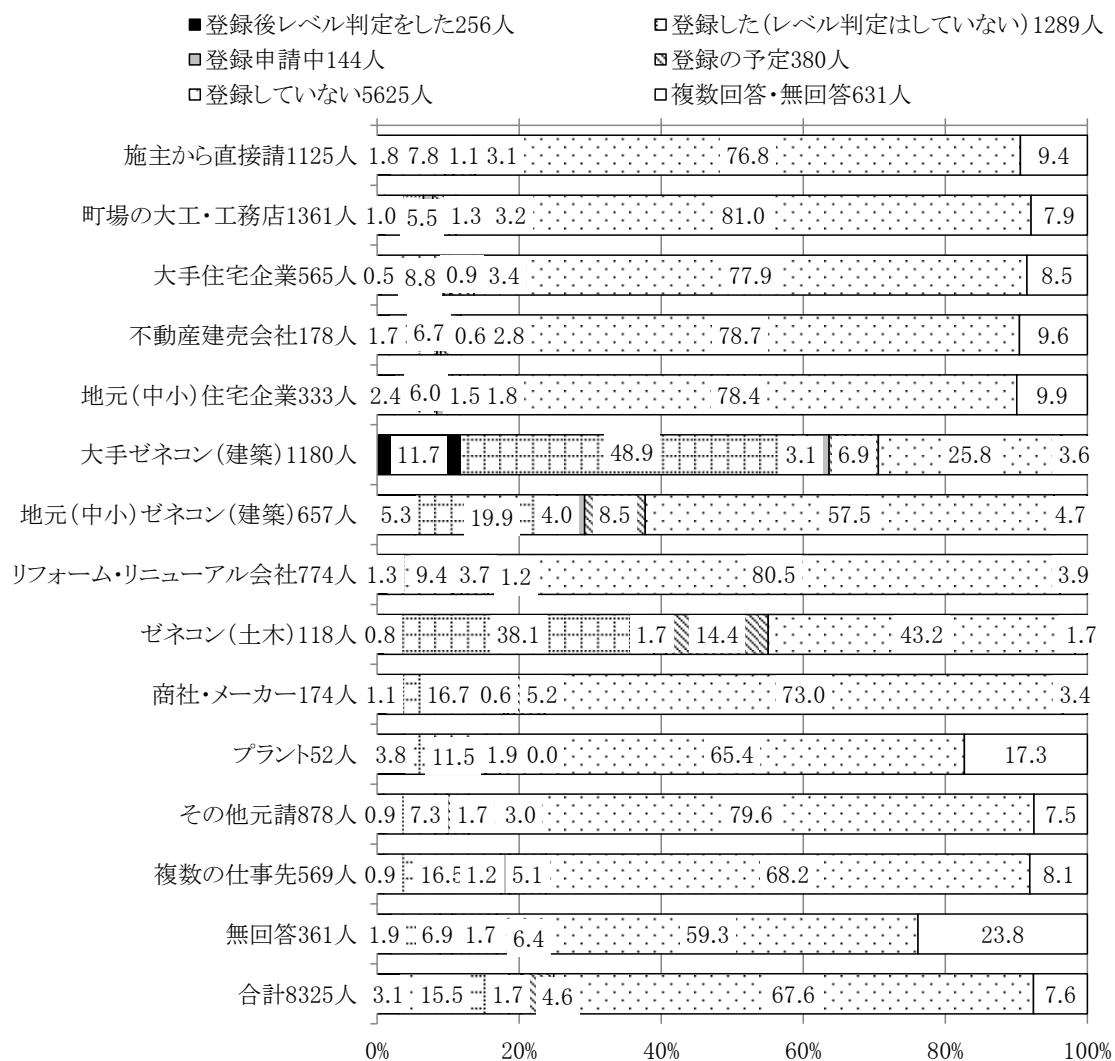 ■登録後レベル判定をした256人 登録した(レベル判定はしていない)1289人
登録申請中144人 登録の予定380人
登録していない5625人 複数回答・無回答631人
施主から直接請1125人 1.8 7.8 1.1 3.1 76.8 9.4
町場の大工・工務店1361人 1.0 5.5 1.3 3.2 81.0 7.9
大手住宅企業565人 0.5 8.8 0.9 3.4 77.9 8.5
不動産建売会社178人 1.7 6.7 0.6 2.8 78.7 9.6
地元(中小)住宅企業333人 2.4 6.0 1.5 1.8 78.4 9.9
大手ゼネコン(建築)1180人 11.7 48.9 3.1 6.9 25.8 3.6
地元(中小)ゼネコン(建築)657人 5.3 19.9 4.0 8.5 57.5 4.7
リフォーム・リニューアル会社774人 1.3 9.4 3.7 1.2 80.5 3.9
ゼネコン(土木)118人 0.8 38.1 1.7 14.4 43.2 1.7
商社・メーカー174人 1.1 16.7 0.6 5.2 73.0 3.4
プラント52人 3.8 11.5 1.9 0.0 65.4 17.3
その他元請878人 0.9 7.3 1.7 3.0 79.6 7.5
複数の仕事先569人 0.9 16.5 1.2 5.1 68.2 8.1
無回答361人 1.9 6.9 1.7 6.4 59.3 23.8
合計8325人 3.1 15.5 1.7 4.6 67.6 7.6
0% 20% 40% 60% 80% 100%